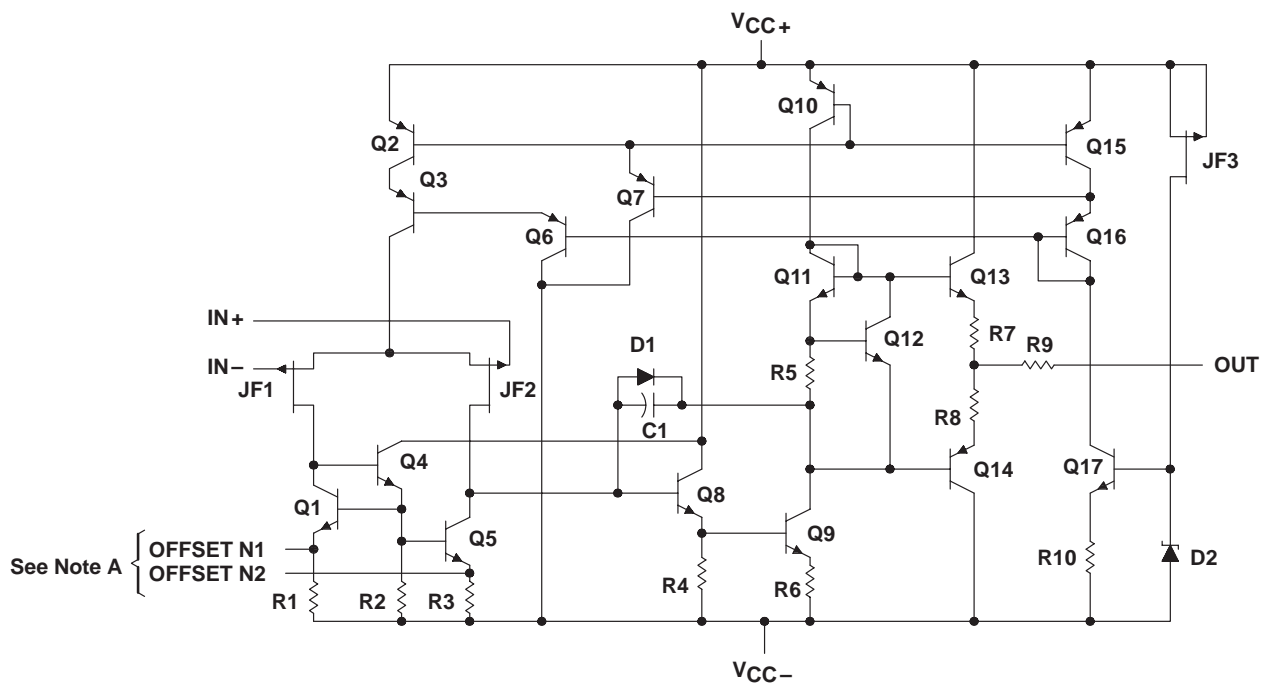 VCC+
Q10
Q2
Q15
JF3
Q3
Q7
Q6
Q16
Q11
Q13
IN+
R7
Q12
D1
R9
IN−
OUT
JF1
JF2
R5
C1
R8
Q4
Q14
Q17
Q8
Q1
Q5
Q9
OFFSET N1
See Note A
OFFSET N2
R10
D2
R1
R2
R3
R4
R6
VCC−